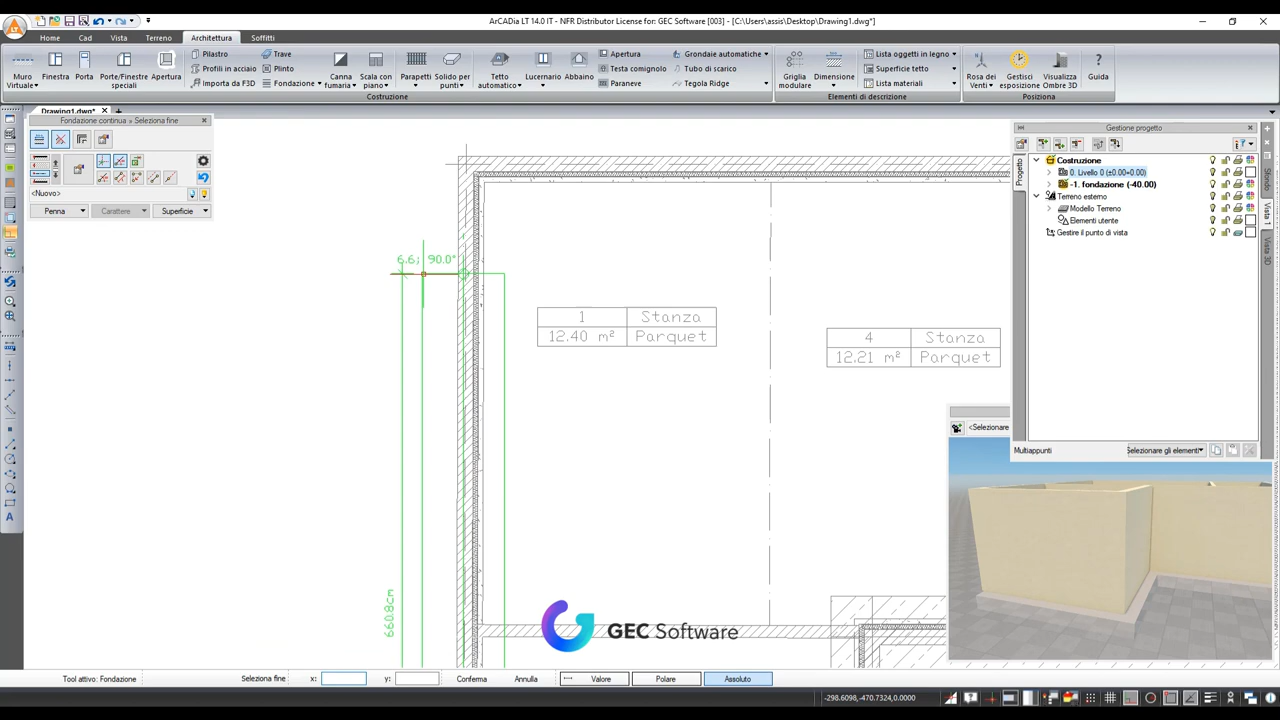 ArCADia LT 14.0 IT - NFR Distributor License for: GEC Software [003] - [C:\Users\assis\Desktop\Drawing1.dwg*]
Home Cad Vista Terreno Architettura Soffitti
Muro Virtuale Finestra Porta Porte/Finestre speciali Apertura
Pilastro
Profili in acciaio
Importa da F3D
Trave
Plinto
Fondazione
Canna fumaria Scala con piano Parapetti Solido per punti Tetto automatico Lucernario Abbaino
Apertura
Testa comignolo
Paraneve
Grondaie automatiche
Tubo di scarico
Tegola Ridge
Griglia modulare Dimensione
Lista oggetti in legno
Superficie tetto
Lista materiali
Rosa dei Venti Gestisci esposizione Visualizza Ombre 3D Guida
Costruzione Elementi di descrizione Posizione
Drawing1.dwg*
Fondazione continua » Seleziona fine
<Nuovo>
Penna Carattere Superficie
Gestione progetto
Progetto
Costruzione
0. Livello 0 (±0.00=0.00)
-1. fondazione (-40.00)
Terreno esterno
Modello Terreno
Elementi utente
Gestire il punto di vista
Multiappunti Selezionare gli elementi
Sfondo
Vista 1
Vista 3D
6.6; 90.0°
660.8cm
1 Stanza
12.40 m² Parquet
4 Stanza
12.21 m² Parquet
<Selezionare
GEC Software
Tool attivo: Fondazione Seleziona fine x: y: Conferma Annulla Valore Polare Assoluto
-298.6098,-470.7324,0.0000